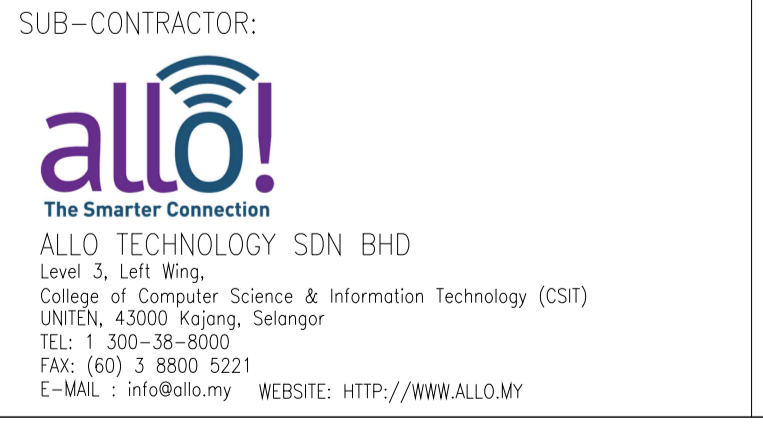 SUB-CONTRACTOR:
allo!
The Smarter Connection
ALLO TECHNOLOGY SDN BHD
Level 3, Left Wing,
College of Computer Science & Information Technology (CSIT)
UNITEN, 43000 Kajang, Selangor
TEL: 1 300-38-8000
FAX: (60) 3 8800 5221
E-MAIL : info@allo.my WEBSITE: HTTP://WWW.ALLO.MY